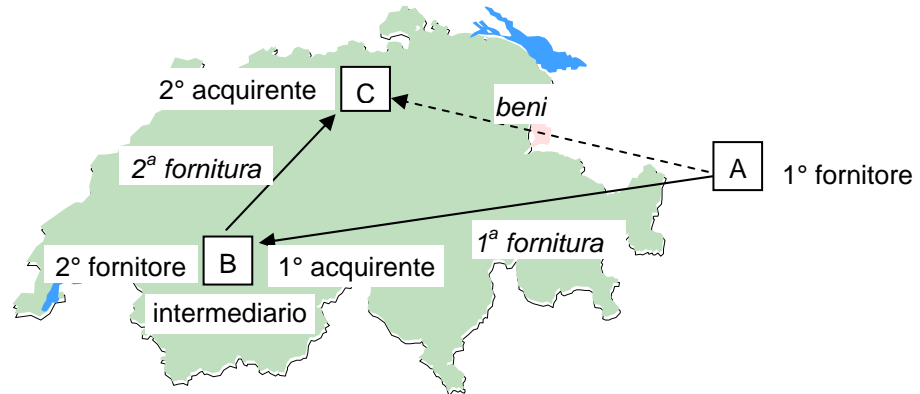 2° acquirente
C
beni
2ª fornitura
A
1° fornitore
1ª fornitura
2° fornitore
B
1° acquirente
intermediario